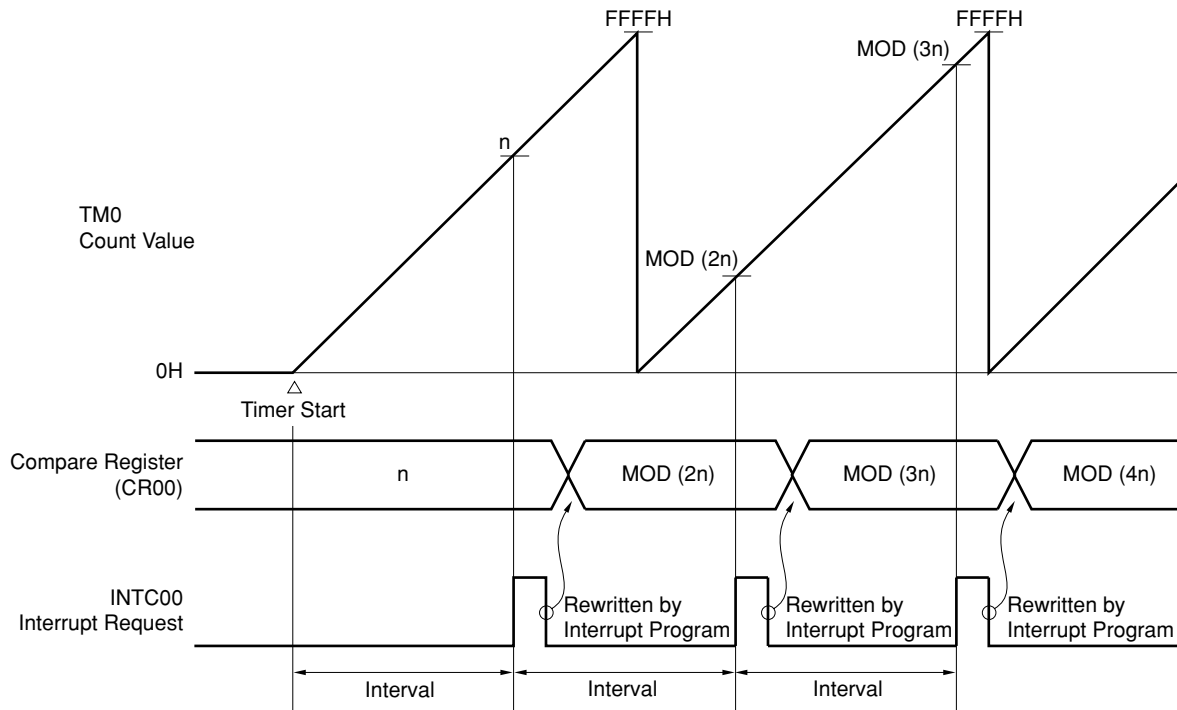 FFFFH
FFFFH
MOD (3n)
n
TM0
Count Value
MOD (2n)
0H
Timer Start
Compare Register
(CR00)
n
MOD (2n)
MOD (3n)
MOD (4n)
INTC00
Interrupt Request
Rewritten by
Interrupt Program
Rewritten by
Interrupt Program
Rewritten by
Interrupt Program
Interval
Interval
Interval